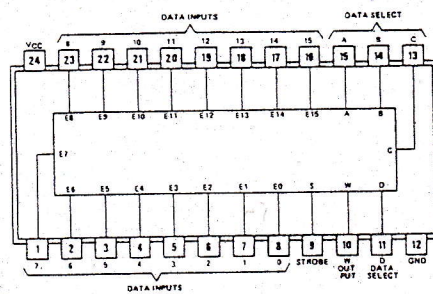 DATA INPUTS DATA SELECT
VCC 8 9 10 11 12 13 14 15 A B C
24 23 22 21 20 19 18 17 16 15 14 13
E8 E9 E10 E11 E12 E13 E14 E15 A B
E7 C
E6 E5 C4 E3 E2 E1 E0 S W D
1 2 3 4 5 6 7 8 9 10 11 12
7 6 5 4 3 2 1 0 STROBE W D GND
OUT DATA
PUT SELECT
DATA INPUTS